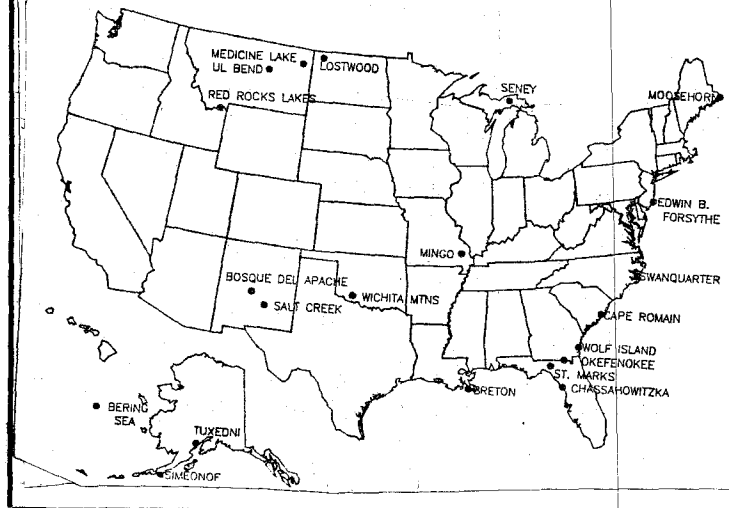 MEDICINE LAKE
UL BEND
LOSTWOOD
RED ROCKS LAKES
SENEY
MOOSEHORN
EDWIN B.
FORSYTHE
MINGO
SWANQUARTER
BOSQUE DEL APACHE
WICHITA MTNS
SALT CREEK
CAPE ROMAIN
WOLF ISLAND
OKEFENOKEE
ST. MARKS
CHASSAHOWITZKA
BRETON
BERING
SEA
TUXEDNI
SIMEONOF